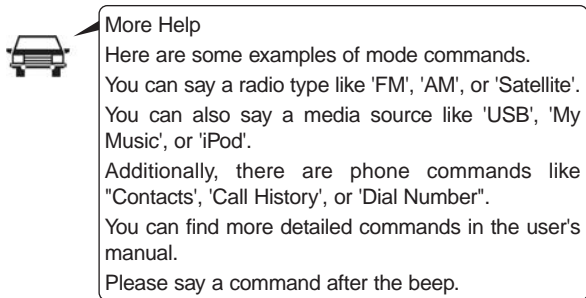 More Help
Here are some examples of mode commands.
You can say a radio type like 'FM', 'AM', or 'Satellite'.
You can also say a media source like 'USB', 'My
Music', or 'iPod'.
Additionally, there are phone commands like
"Contacts', 'Call History', or 'Dial Number".
You can find more detailed commands in the user's
manual.
Please say a command after the beep.